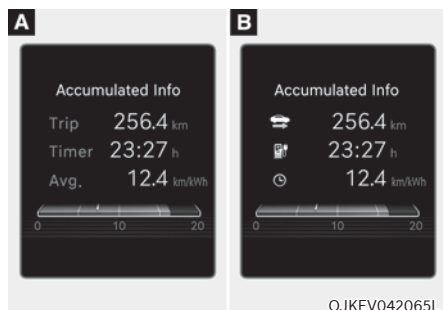 A
Accumulated Info
Trip 256.4 km
Timer 23:27 h
Avg. 12.4 km/kWh
0 10 20
B
Accumulated Info
256.4 km
23:27 h
12.4 km/kWh
0 10 20
OJKEV042065L